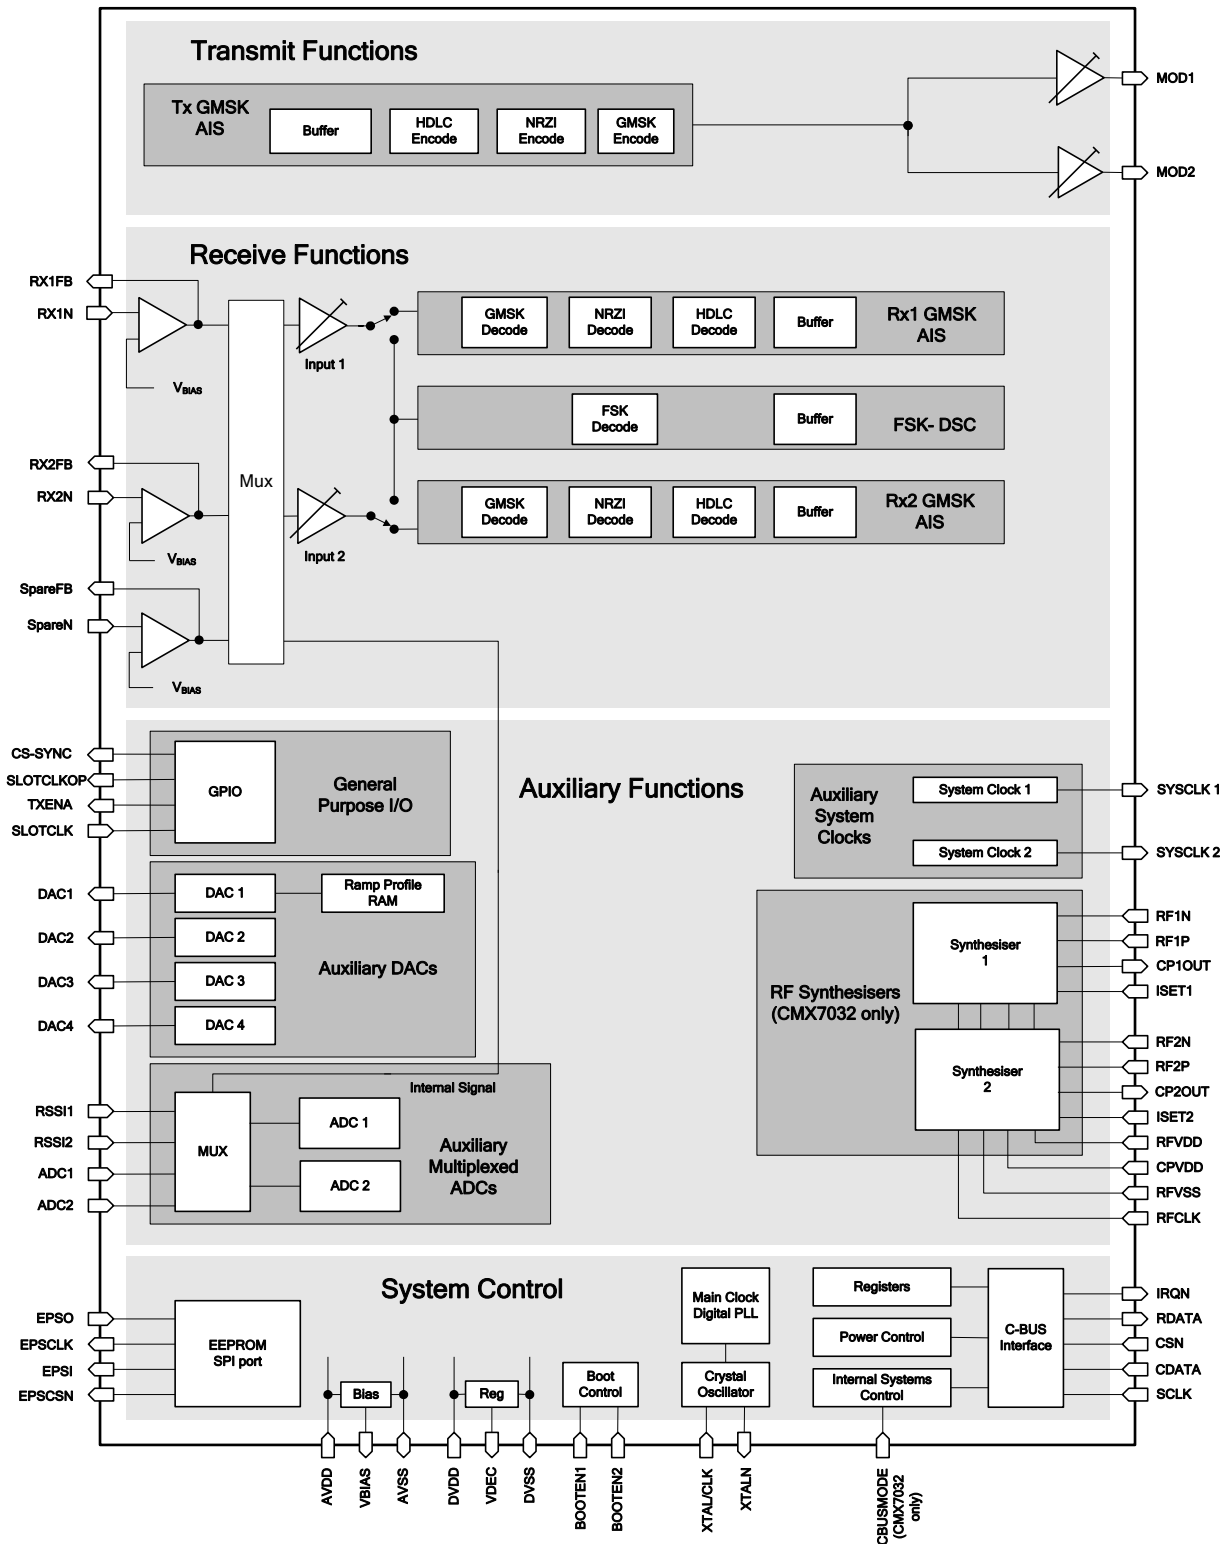 Transmit Functions
Tx GMSK
AIS
Buffer
HDLC
Encode
NRZI
Encode
GMSK
Encode
MOD1
MOD2
Receive Functions
RX1FB
RX1N
VBIAS
RX2FB
RX2N
VBIAS
SpareFB
SpareN
VBIAS
Mux
Input 1
Input 2
GMSK
Decode
NRZI
Decode
HDLC
Decode
Buffer
Rx1 GMSK
AIS
FSK
Decode
Buffer
FSK- DSC
GMSK
Decode
NRZI
Decode
HDLC
Decode
Buffer
Rx2 GMSK
AIS
Auxiliary Functions
CS-SYNC
SLOTCLKOP
TXENA
SLOTCLK
GPIO
General
Purpose I/O
DAC1
DAC2
DAC3
DAC4
DAC 1
DAC 2
DAC 3
DAC 4
Ramp Profile
RAM
Auxiliary DACs
RSSI1
RSSI2
ADC1
ADC2
MUX
Internal Signal
ADC 1
ADC 2
Auxiliary
Multiplexed
ADCs
Auxiliary
System
Clocks
System Clock 1
System Clock 2
SYSCLK 1
SYSCLK 2
RF Synthesisers
(CMX7032 only)
Synthesiser
1
Synthesiser
2
RF1N
RF1P
CP1OUT
ISET1
RF2N
RF2P
CP2OUT
ISET2
RFVDD
CPVDD
RFVSS
RFCLK
System Control
EPSO
EPSCLK
EPSI
EPSCSN
EEPROM
SPI port
Bias
Reg
Boot
Control
Main Clock
Digital PLL
Crystal
Oscillator
Registers
Power Control
Internal Systems
Control
C-BUS
Interface
IRQN
RDATA
CSN
CDATA
SCLK
AVDD
VBIAS
AVSS
DVDD
VDEC
DVSS
BOOTEN1
BOOTEN2
XTAL/CLK
XTALN
CBUSMODE
(CMX7032
only)